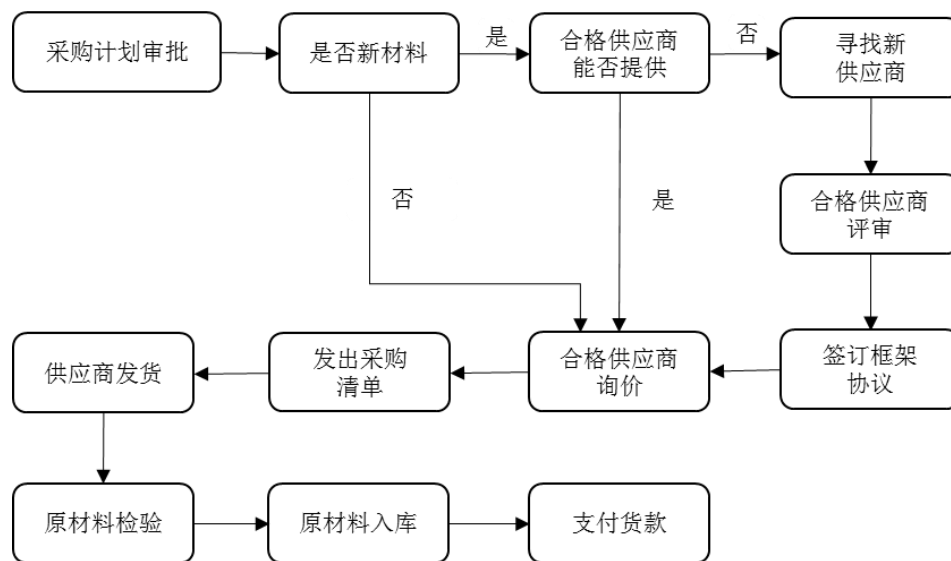 采购计划审批
是否新材料
是
合格供应商
能否提供
否
寻找新
供应商
否
是
合格供应商
评审
供应商发货
发出采购
清单
合格供应商
询价
签订框架
协议
原材料检验
原材料入库
支付货款